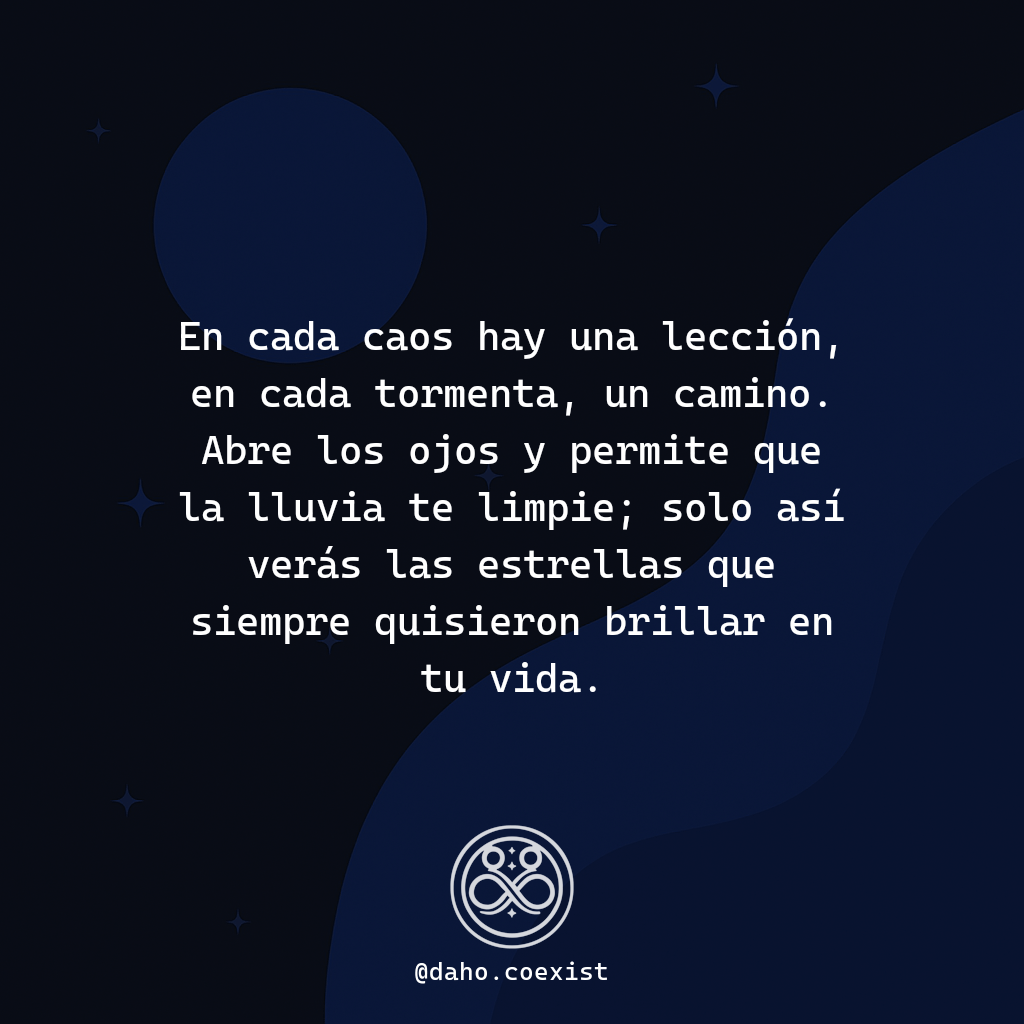 En cada caos hay una lección,
en cada tormenta, un camino.
Abre los ojos y permite que
la lluvia te limpie; solo así
verás las estrellas que
siempre quisieron brillar en
tu vida.
@daho.coexist